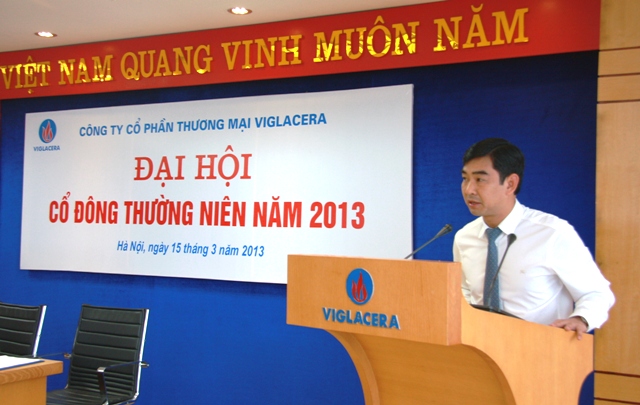 VIỆT NAM QUANG VINH MUÔN NĂM
VIGLACERA
CÔNG TY CỔ PHẦN THƯƠNG MẠI VIGLACERA
ĐẠI HỘI
CỔ ĐÔNG THƯỜNG NIÊN NĂM 2013
Hà Nội, ngày 15 tháng 3 năm 2013
VIGLACERA